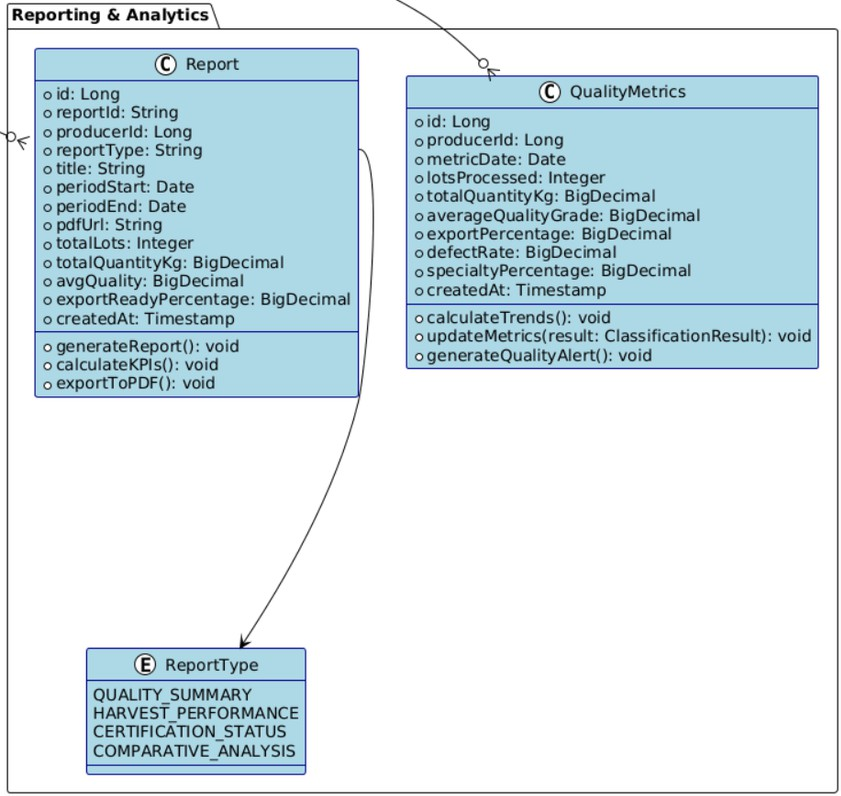 Reporting & Analytics
C Report
id: Long
reportId: String
producerId: Long
reportType: String
title: String
periodStart: Date
periodEnd: Date
pdfUrl: String
totalLots: Integer
totalQuantityKg: BigDecimal
avgQuality: BigDecimal
exportReadyPercentage: BigDecimal
createdAt: Timestamp
generateReport(): void
calculateKPIs(): void
exportToPDF(): void
C QualityMetrics
id: Long
producerId: Long
metricDate: Date
lotsProcessed: Integer
totalQuantityKg: BigDecimal
averageQualityGrade: BigDecimal
exportPercentage: BigDecimal
defectRate: BigDecimal
specialtyPercentage: BigDecimal
createdAt: Timestamp
calculateTrends(): void
updateMetrics(result: ClassificationResult): void
generateQualityAlert(): void
E ReportType
QUALITY_SUMMARY
HARVEST_PERFORMANCE
CERTIFICATION_STATUS
COMPARATIVE_ANALYSIS